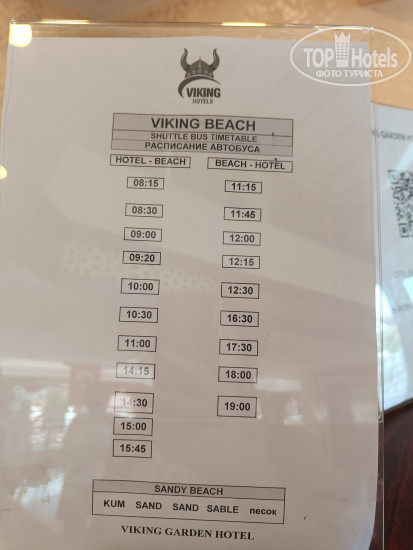 TOPHotels
ФОТО ТУРИСТА
VIKING
HOTELS
VIKING BEACH
SHUTTLE BUS TIMETABLE
РАСПИСАНИЕ АВТОБУСА
HOTEL - BEACH BEACH - HOTEL
08:15 11:15
08:30 11:45
09:00 12:00
09:20 12:15
10:00 12:30
10:30 16:30
11:00 17:30
14:15 18:00
14:30 19:00
15:00
15:45
SANDY BEACH
KUM SAND SAND SABLE песок
VIKING GARDEN HOTEL